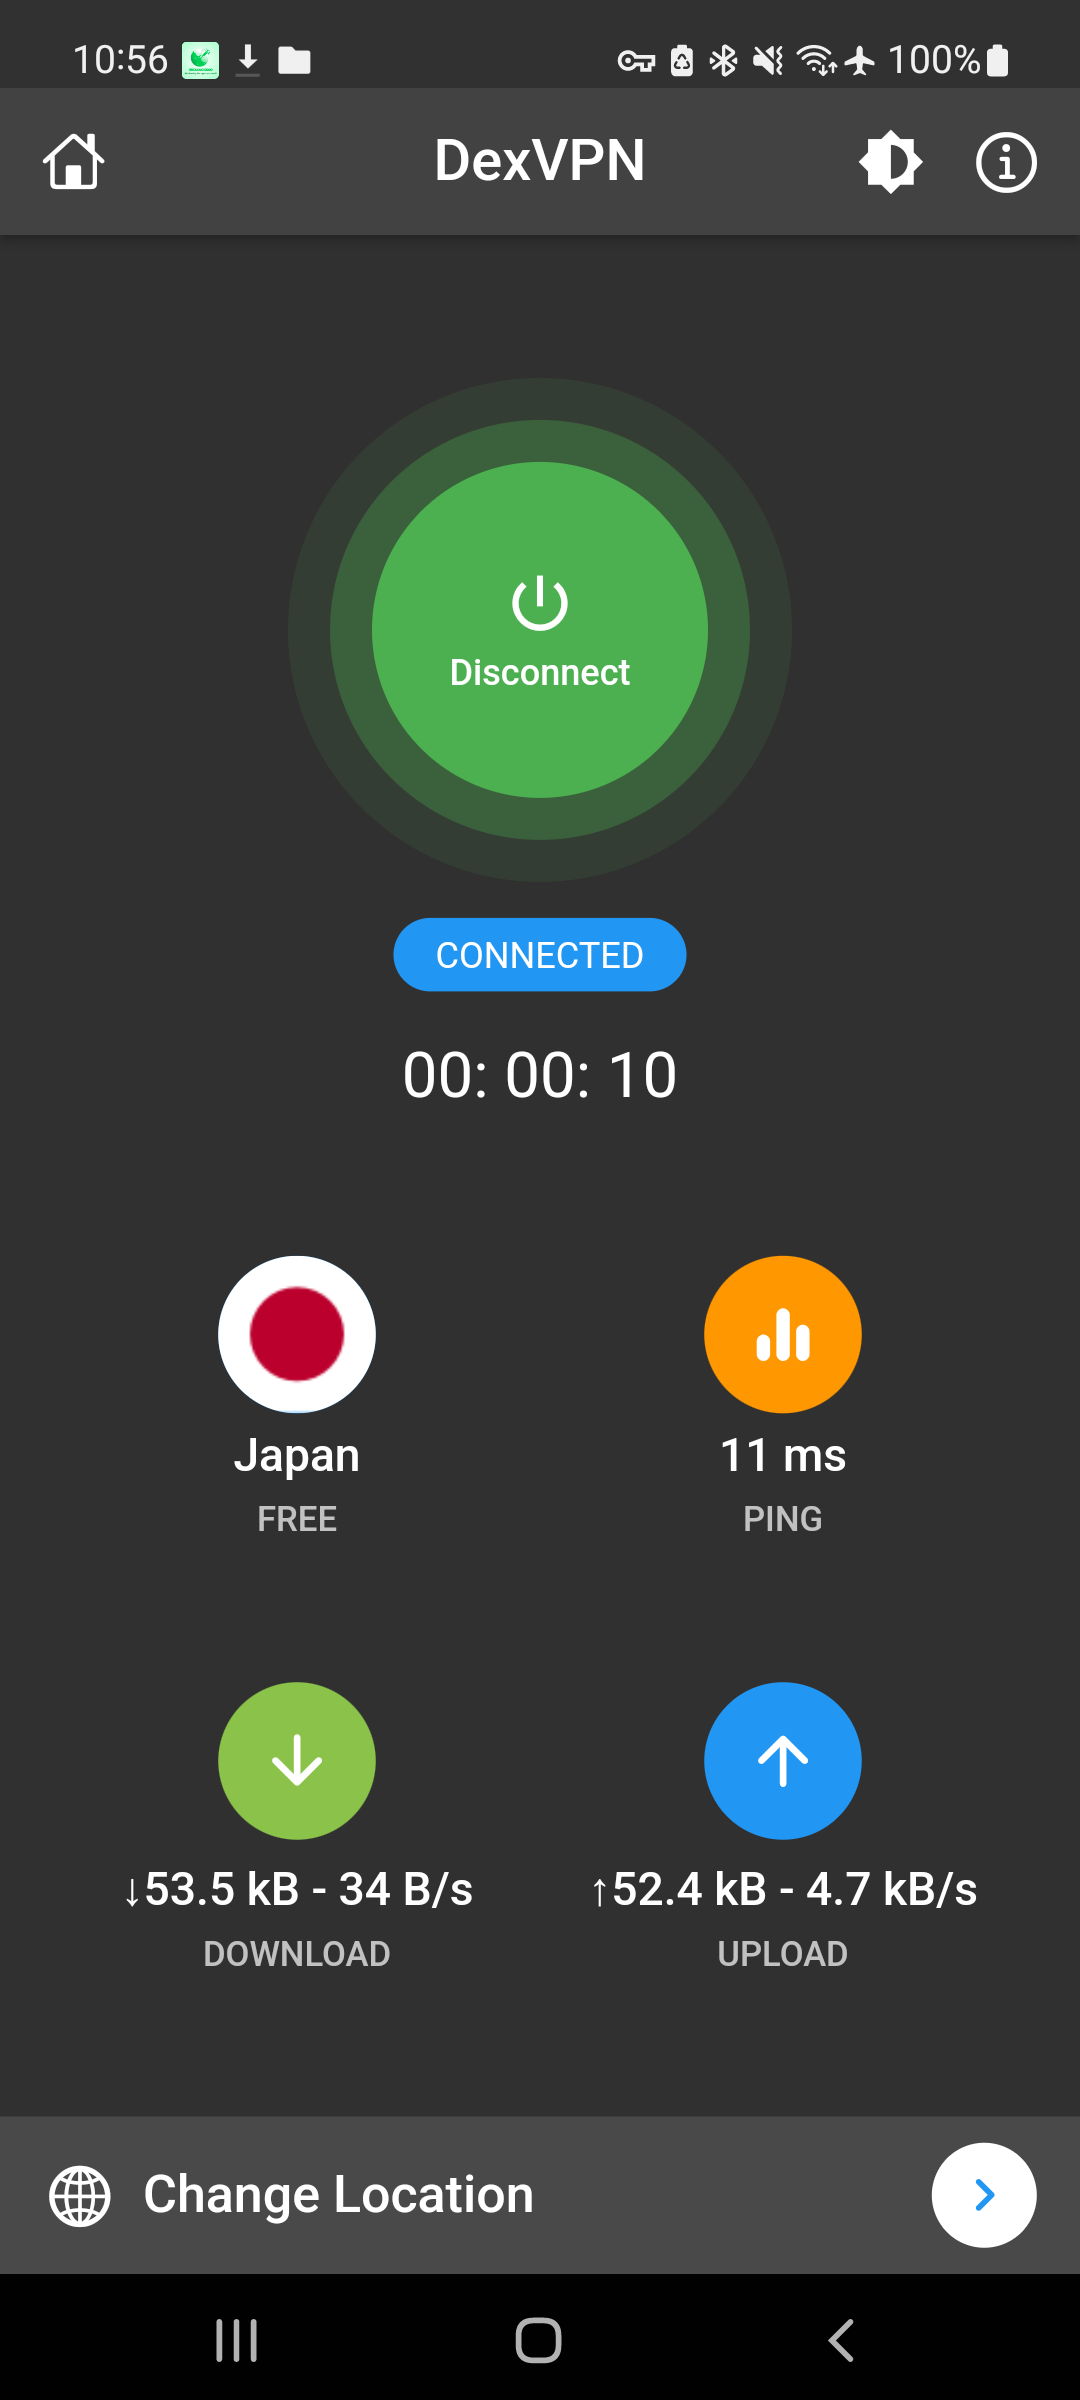 10:56 100%
DexVPN
Disconnect
CONNECTED
00: 00: 10
Japan 11 ms
FREE PING
↓53.5 kB - 34 B/s ↑52.4 kB - 4.7 kB/s
DOWNLOAD UPLOAD
Change Location